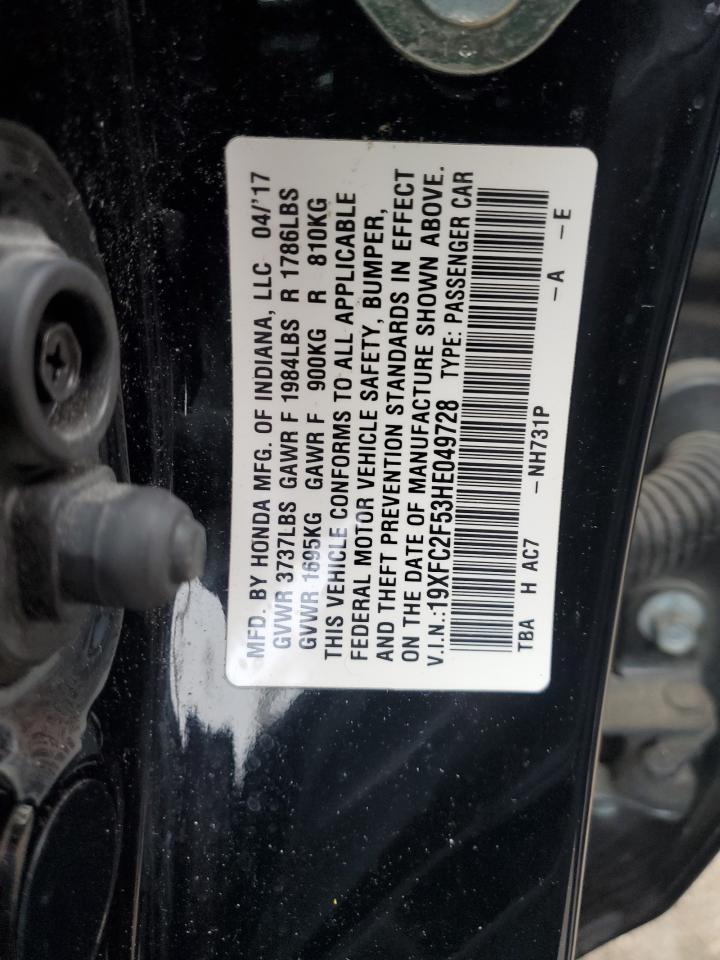 MFD. BY HONDA MFG. OF INDIANA, LLC 04/'17
GVWR 3737LBS GAWR F 1984LBS R 1786LBS
GVWR 1695KG GAWR F 900KG R 810KG
THIS VEHICLE CONFORMS TO ALL APPLICABLE
FEDERAL MOTOR VEHICLE SAFETY, BUMPER,
AND THEFT PREVENTION STANDARDS IN EFFECT
ON THE DATE OF MANUFACTURE SHOWN ABOVE.
V.I.N.:19XFC2F53HE049728 TYPE: PASSENGER CAR
TBA H AC7 –NH731P –A –E